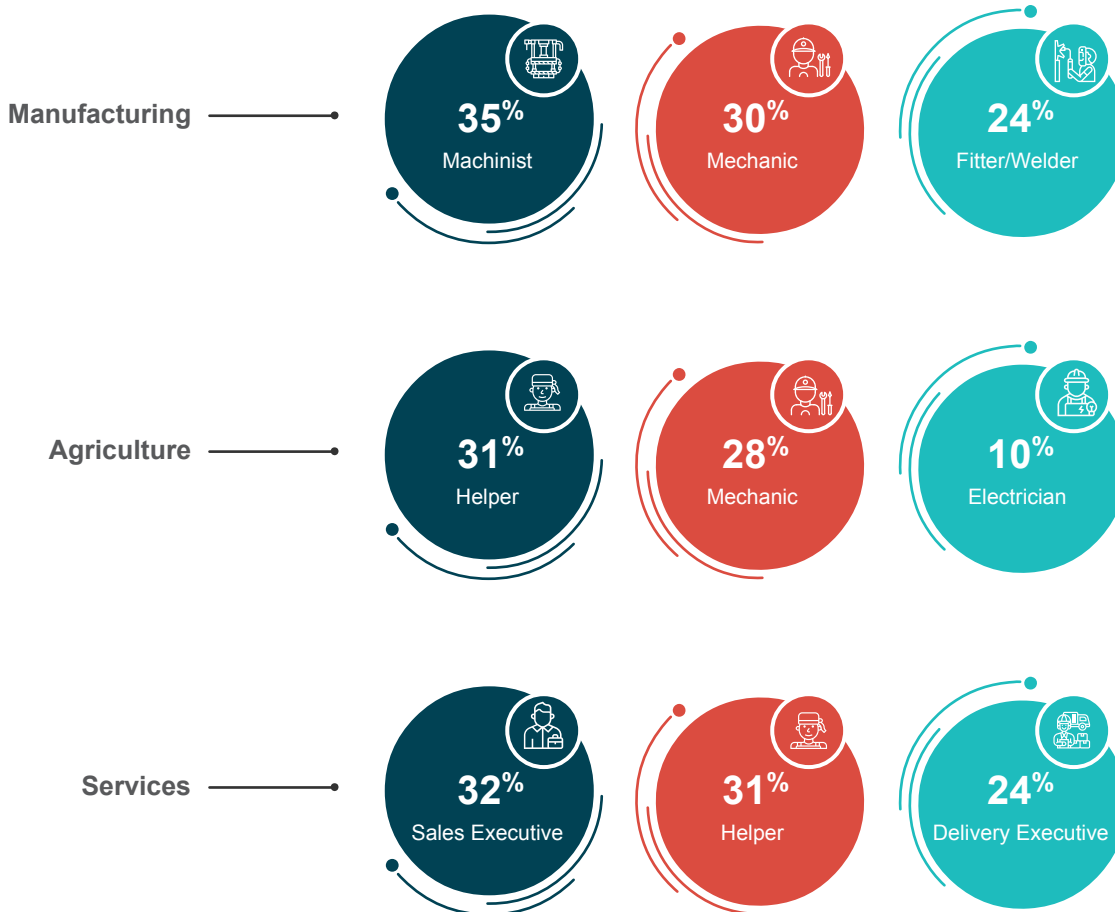 Manufacturing
35%
Machinist
30%
Mechanic
24%
Fitter/Welder
Agriculture
31%
Helper
28%
Mechanic
10%
Electrician
Services
32%
Sales Executive
31%
Helper
24%
Delivery Executive